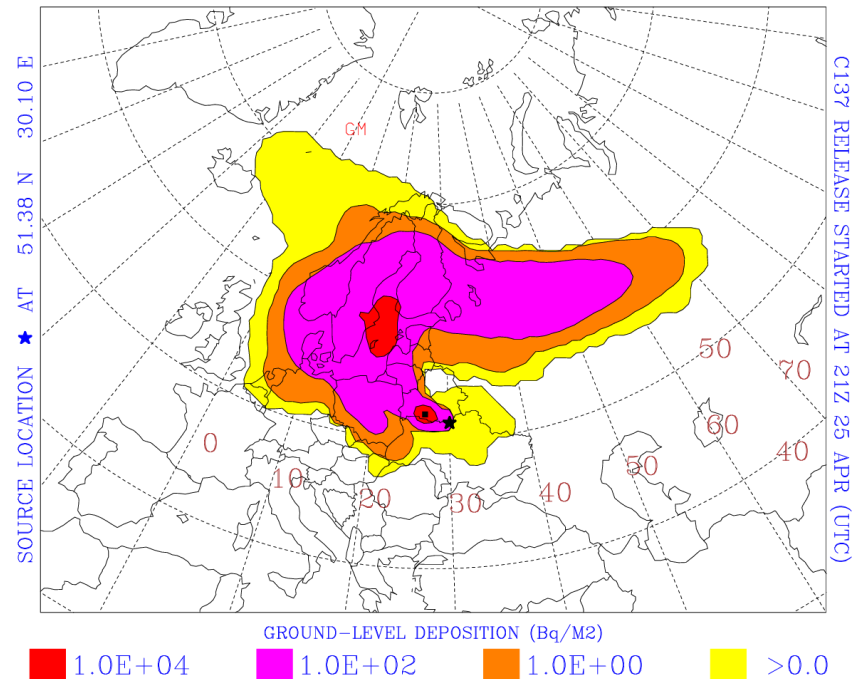 SOURCE LOCATION ★ AT 51.38 N 30.10 E
C137 RELEASE STARTED AT 21Z 25 APR (UTC)
GM
50
70
60
0
50
40
10
20
30
40
GROUND-LEVEL DEPOSITION (Bq/M2)
1.0E+04 1.0E+02 1.0E+00 >0.0